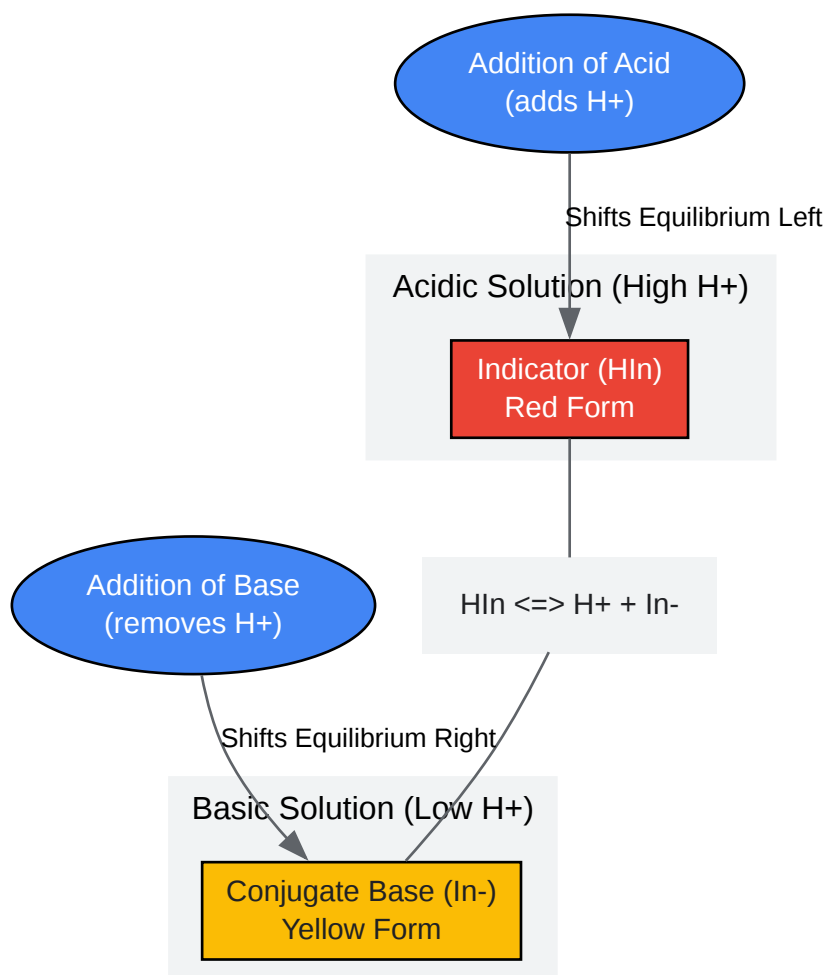 Addition of Acid
(adds H+)
Shifts Equilibrium Left
Acidic Solution (High H+)
Indicator (HIn)
Red Form
Addition of Base
(removes H+)
HIn <=> H+ + In-
Shifts Equilibrium Right
Basic Solution (Low H+)
Conjugate Base (In-)
Yellow Form